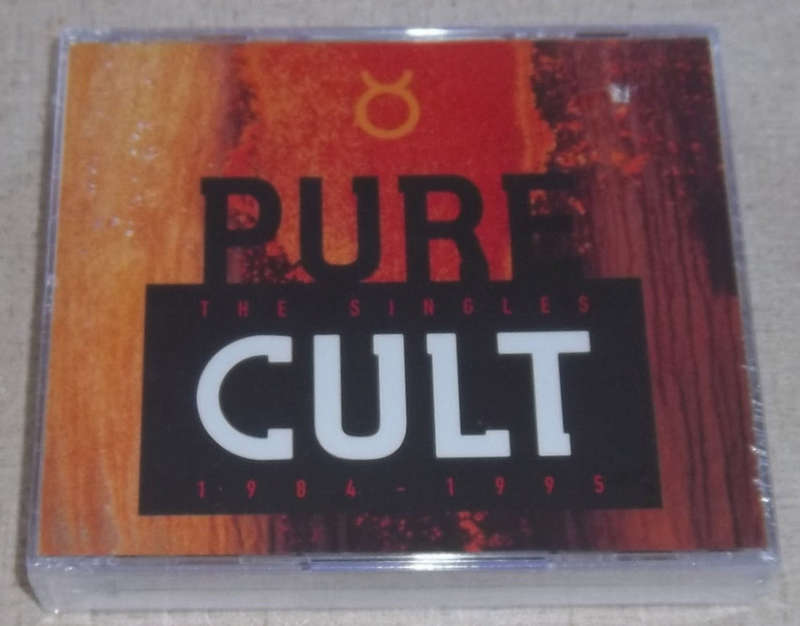 PURE
THE SINGLES
CULT
1984-1995